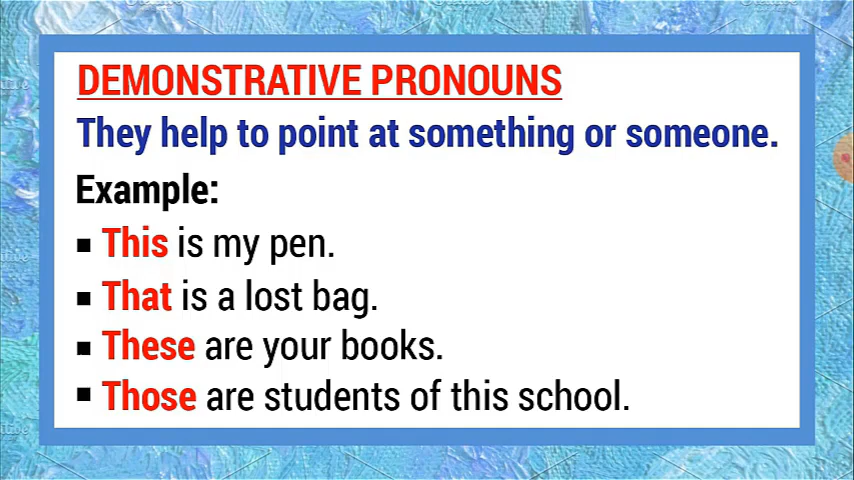 DEMONSTRATIVE PRONOUNS
They help to point at something or someone.
Example:
▪ This is my pen.
▪ That is a lost bag.
▪ These are your books.
▪ Those are students of this school.